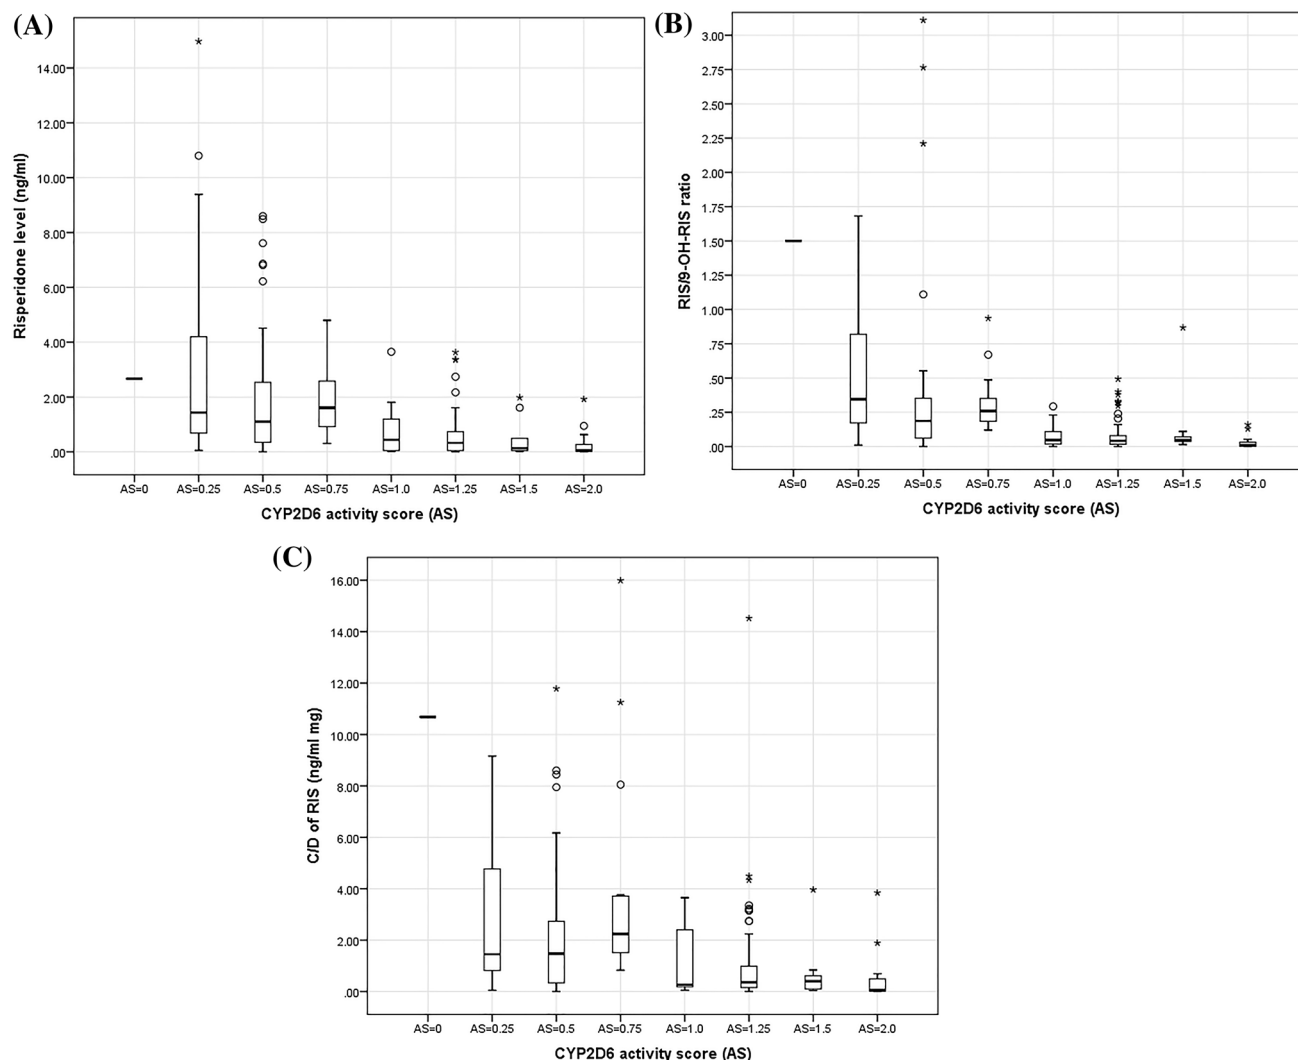 (A)
Risperidone level (ng/ml)
14.00
12.00
10.00
8.00
6.00
4.00
2.00
.00
AS=0 AS=0.25 AS=0.5 AS=0.75 AS=1.0 AS=1.25 AS=1.5 AS=2.0
CYP2D6 activity score (AS)
(B)
RIS/9-OH-RIS ratio
3.00
2.75
2.50
2.25
2.00
1.75
1.50
1.25
1.00
.75
.50
.25
.00
AS=0 AS=0.25 AS=0.5 AS=0.75 AS=1.0 AS=1.25 AS=1.5 AS=2.0
CYP2D6 activity score (AS)
(C)
C/D of RIS (ng/ml mg)
16.00
14.00
12.00
10.00
8.00
6.00
4.00
2.00
.00
AS=0 AS=0.25 AS=0.5 AS=0.75 AS=1.0 AS=1.25 AS=1.5 AS=2.0
CYP2D6 activity score (AS)